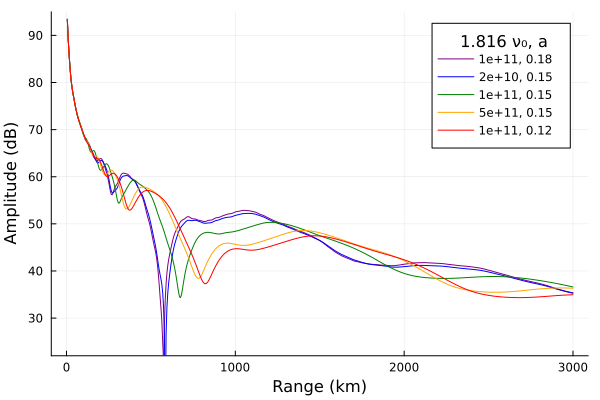 90
80
70
60
50
40
30
Amplitude (dB)
1.816 ν₀, a
1e+11, 0.18
2e+10, 0.15
1e+11, 0.15
5e+11, 0.15
1e+11, 0.12
0
1000
2000
3000
Range (km)